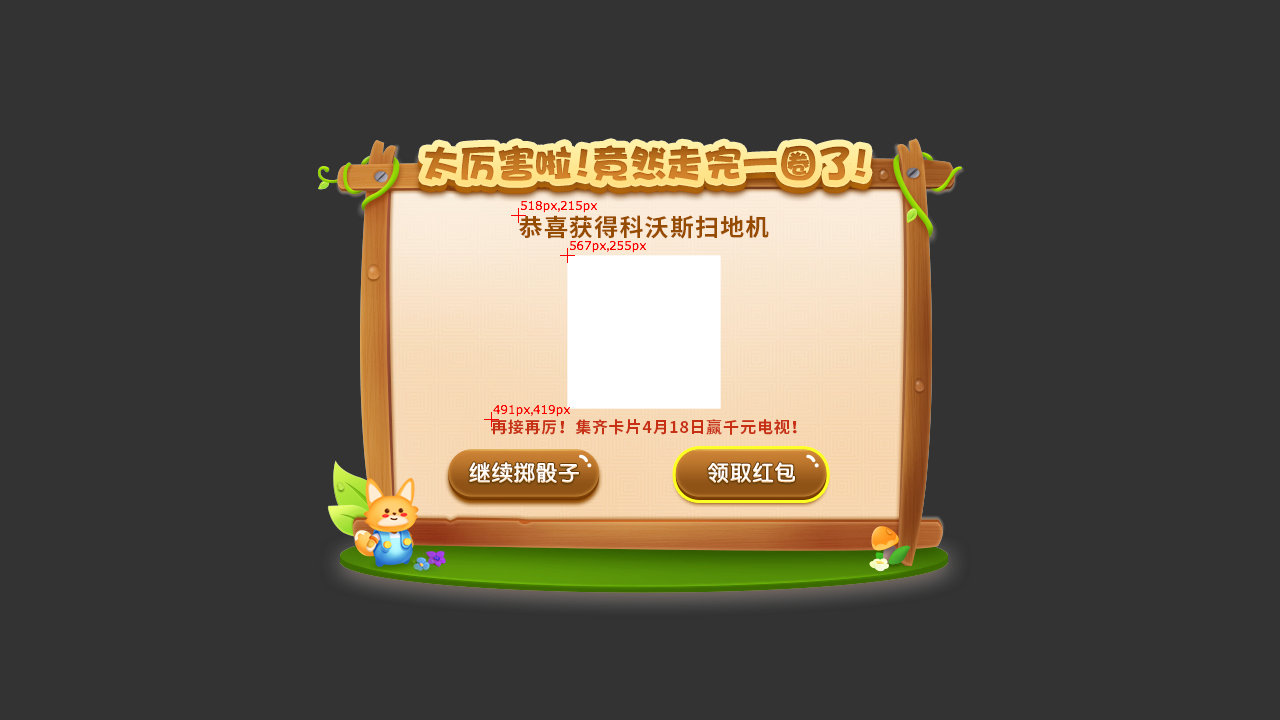 太厉害啦!竟然走完一圈了!
518px,215px
恭喜获得科沃斯扫地机
567px,255px
491px,419px
再接再厉！集齐卡片4月18日赢千元电视！
继续掷骰子
领取红包